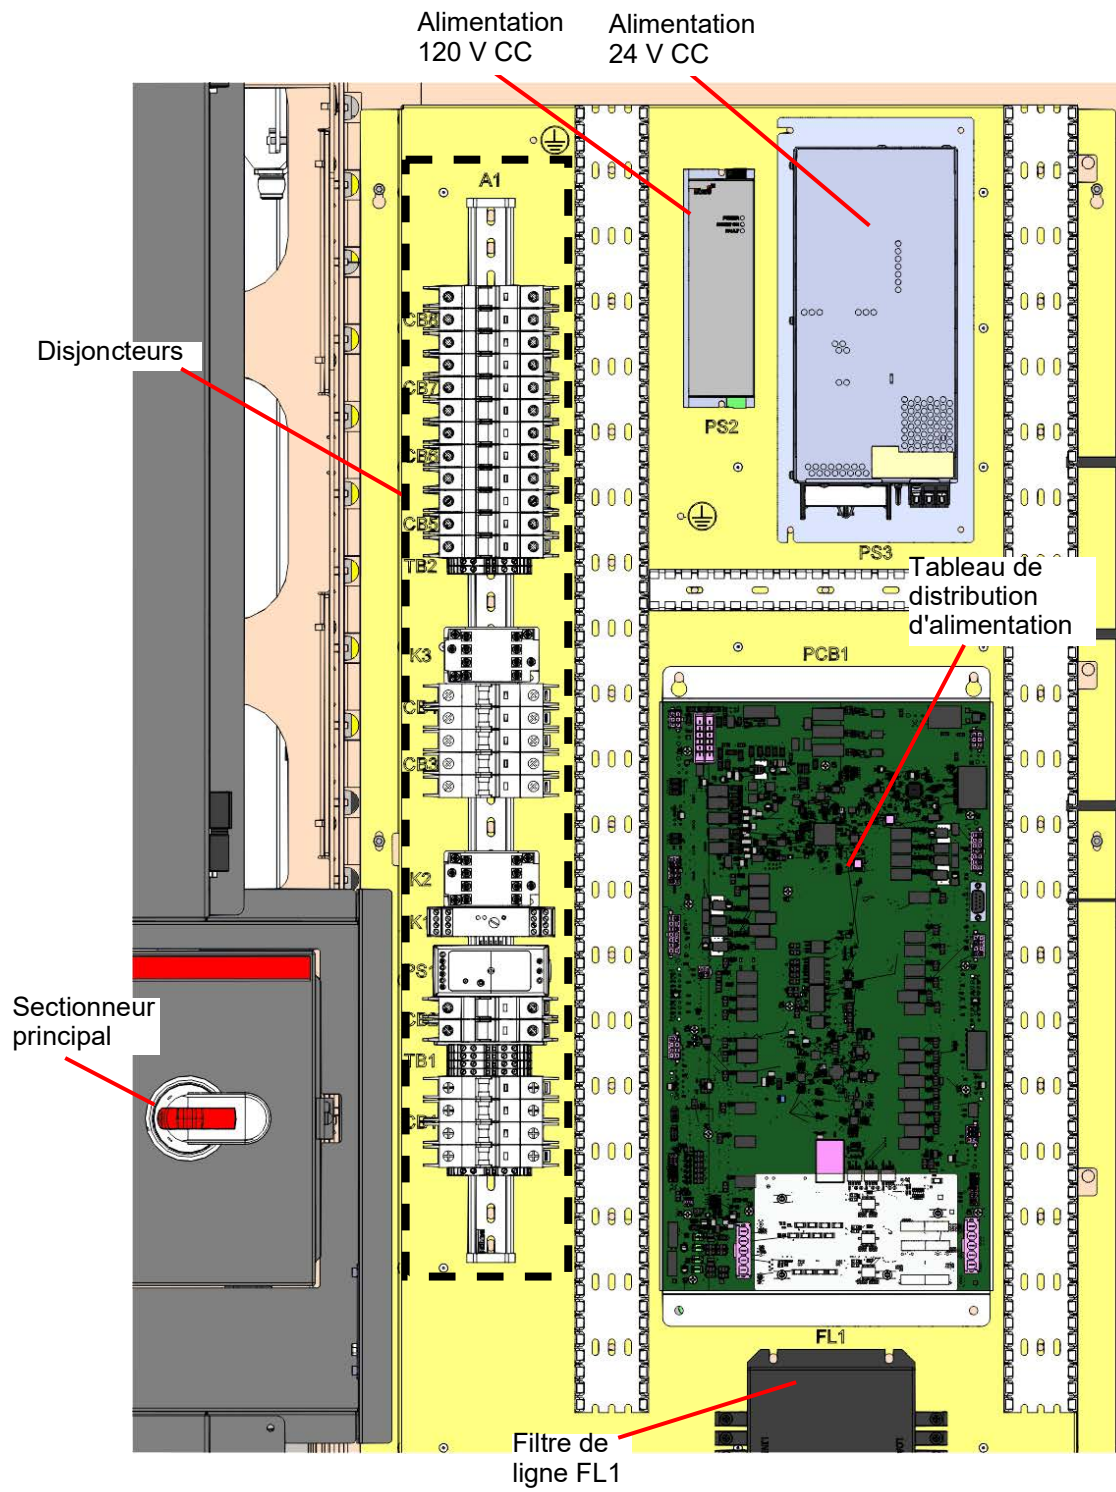 Alimentation
120 V CC
Alimentation
24 V CC
A1
CB8
Disjoncteurs
CB7
PS2
CB6
CB5
PS3
TB2
Tableau de
distribution
d'alimentation
K3
PCB1
CB3
K2
K1
PS1
Sectionneur
principal
TB1
FL1
Filtre de
ligne FL1